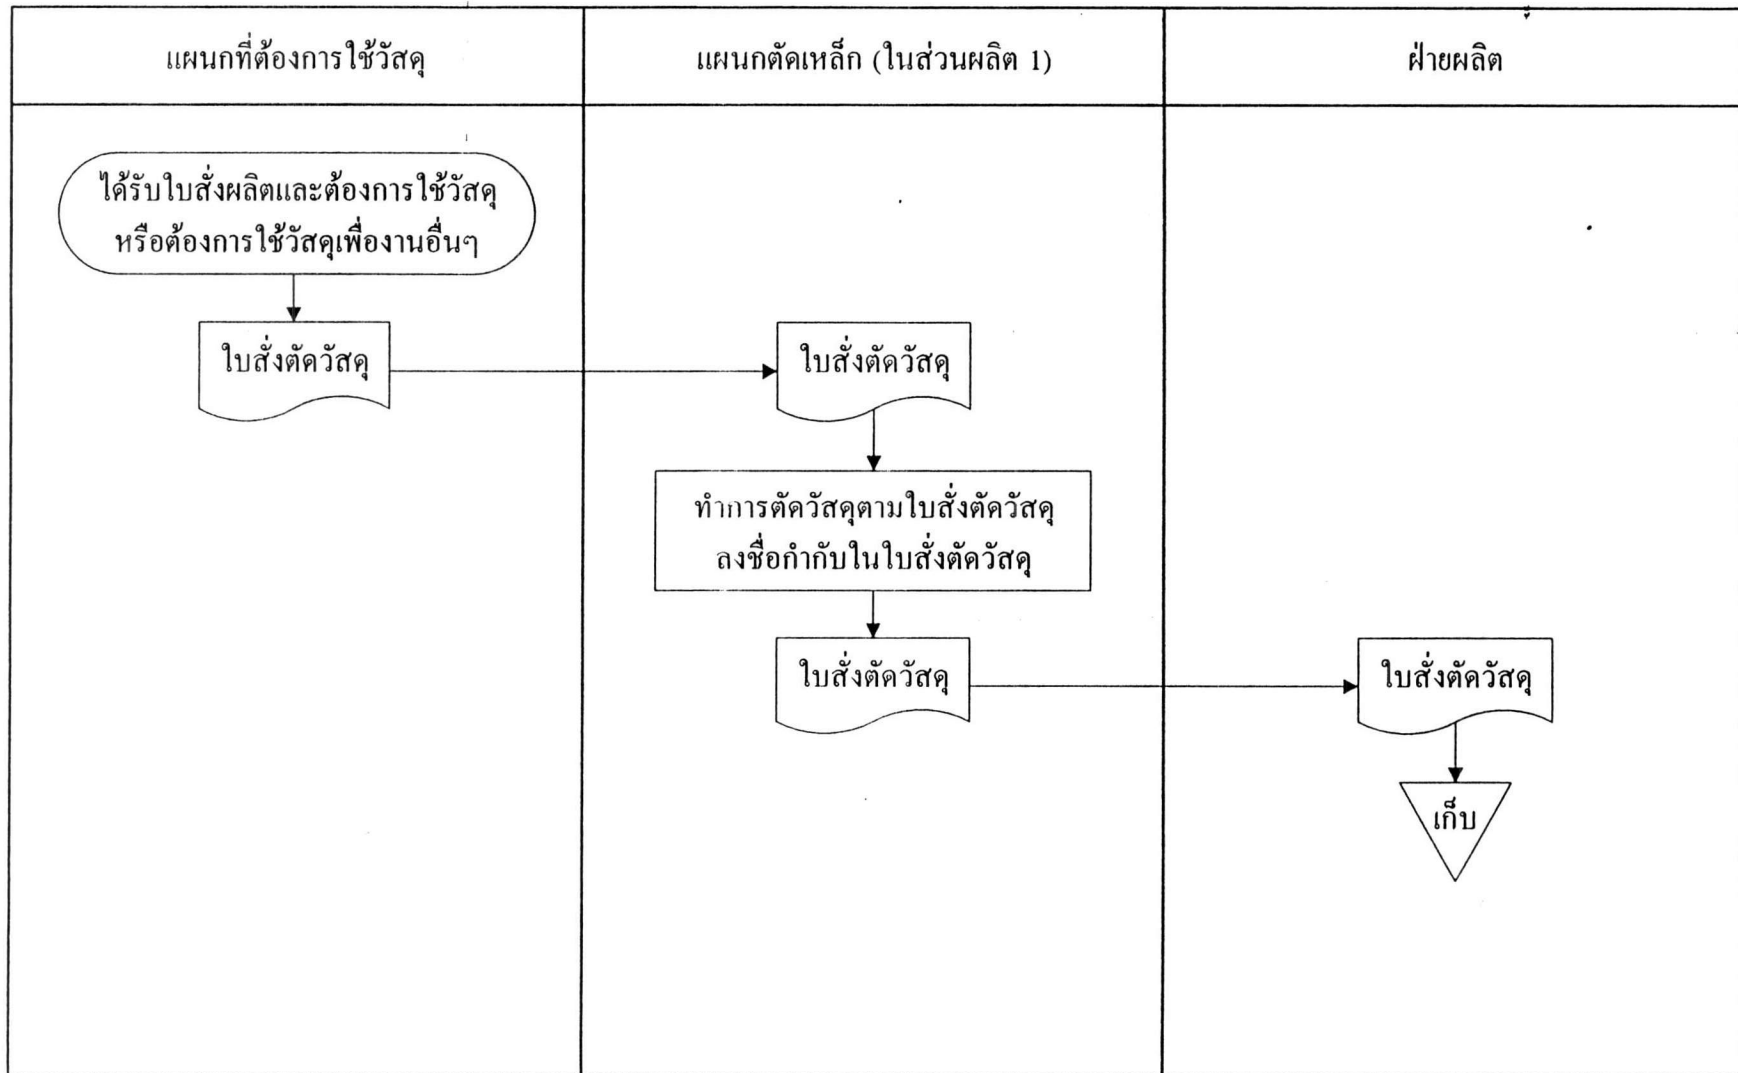 แผนกที่ต้องการใช้วัสดุ
แผนกตัดเหล็ก (ในส่วนผลิต 1)
ฝ่ายผลิต
ได้รับใบสั่งผลิตและต้องการใช้วัสดุ
หรือต้องการใช้วัสดุเพื่องานอื่นๆ
ใบสั่งตัดวัสดุ
ใบสั่งตัดวัสดุ
ทำการตัดวัสดุตามใบสั่งตัดวัสดุ
ลงชื่อกำกับในใบสั่งตัดวัสดุ
ใบสั่งตัดวัสดุ
ใบสั่งตัดวัสดุ
เก็บ